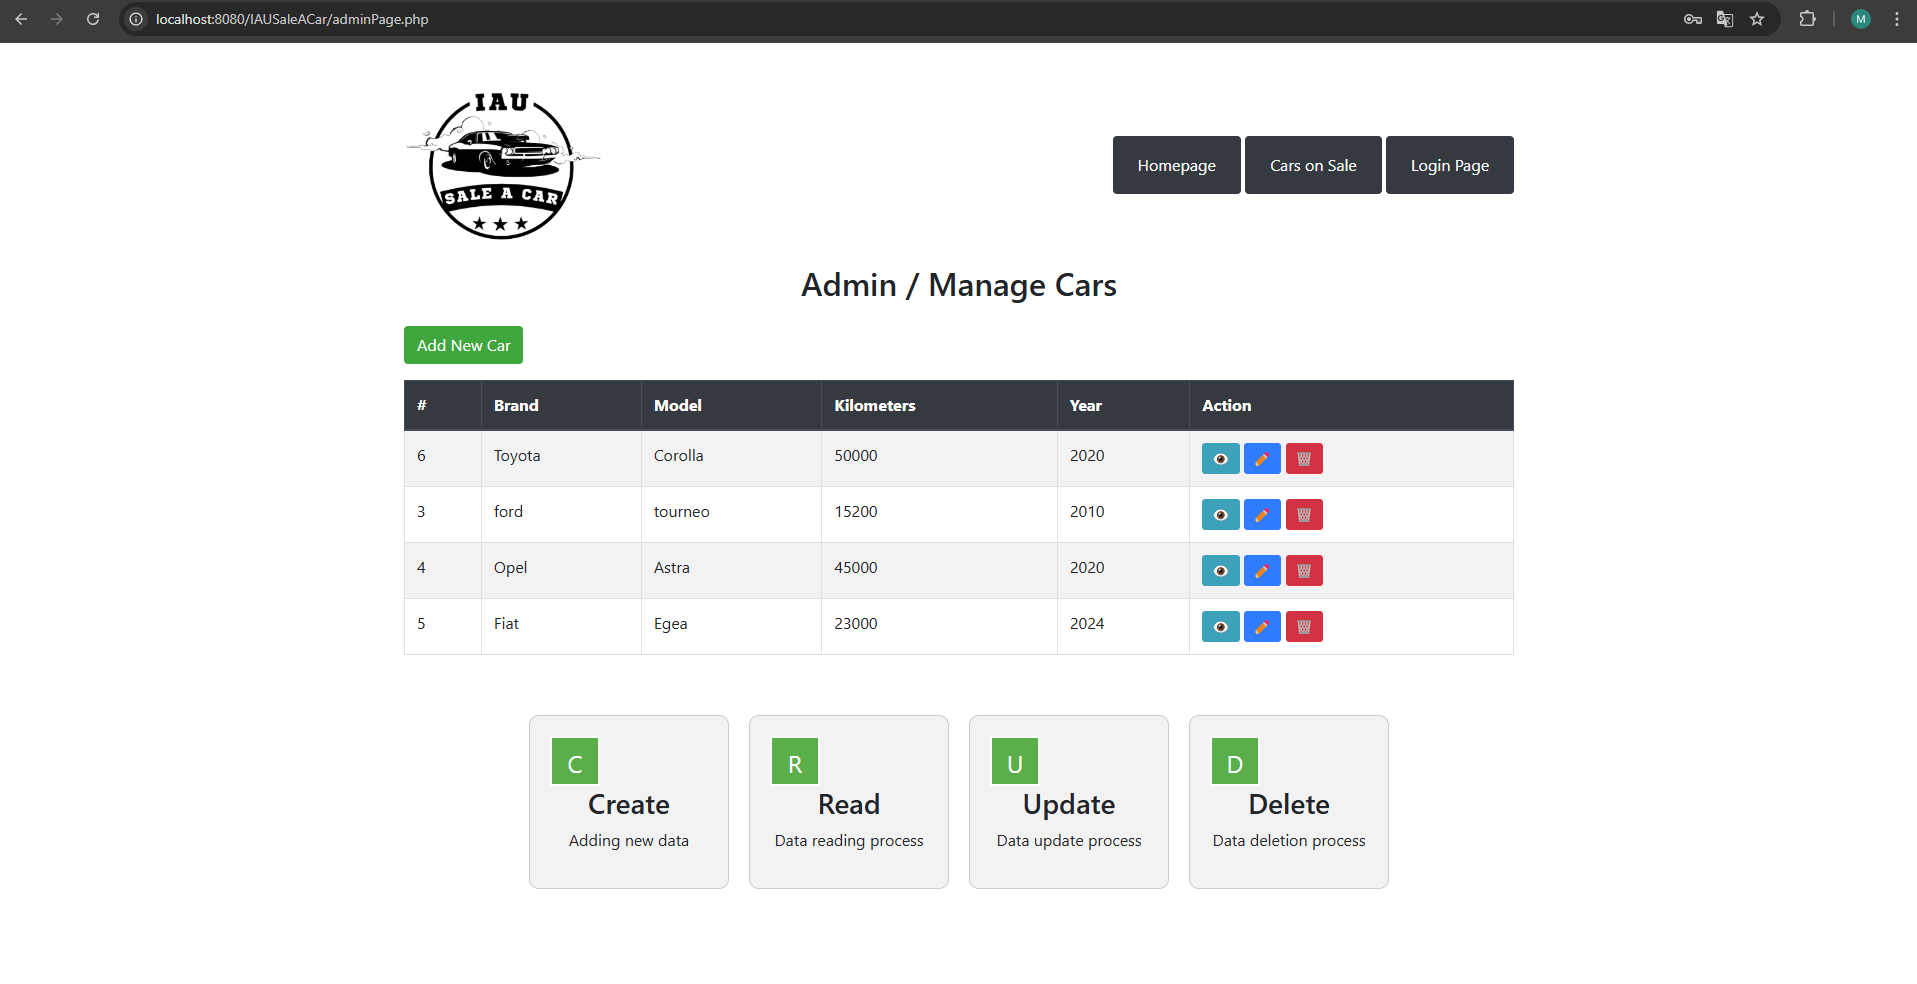 localhost:8080/IAUSaleACar/adminPage.php
M
IAU
SALE A CAR
Homepage Cars on Sale Login Page
Admin / Manage Cars
Add New Car
# Brand Model Kilometers Year Action
6 Toyota Corolla 50000 2020
3 ford tourneo 15200 2010
4 Opel Astra 45000 2020
5 Fiat Egea 23000 2024
C R U D
Create Read Update Delete
Adding new data Data reading process Data update process Data deletion process